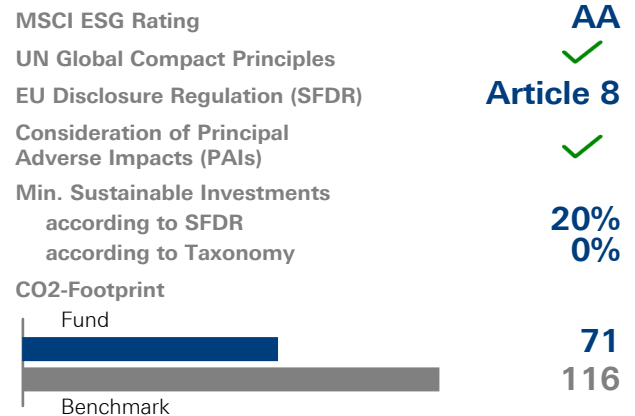 MSCI ESG Rating AA
UN Global Compact Principles
EU Disclosure Regulation (SFDR) Article 8
Consideration of Principal
Adverse Impacts (PAIs)
Min. Sustainable Investments
according to SFDR 20%
according to Taxonomy 0%
CO2-Footprint
Fund
71
116
Benchmark